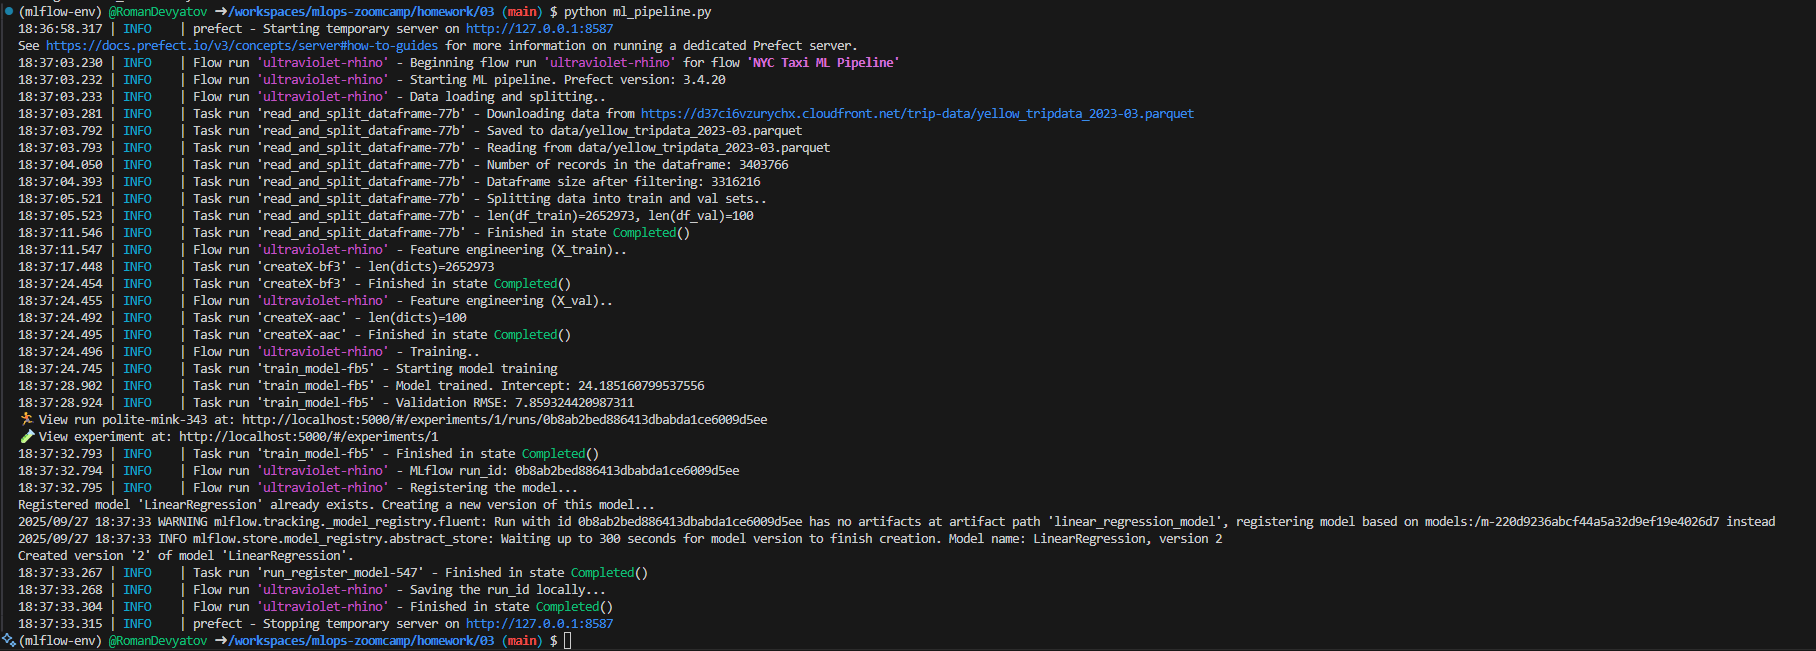 (mlflow-env) @RomanDevyatov ➜/workspaces/mlops-zoomcamp/homework/03 (main) $ python ml_pipeline.py
18:36:58.317 | INFO    | prefect - Starting temporary server on http://127.0.0.1:8587
See https://docs.prefect.io/v3/concepts/server#how-to-guides for more information on running a dedicated Prefect server.
18:37:03.230 | INFO    | Flow run 'ultraviolet-rhino' - Beginning flow run 'ultraviolet-rhino' for flow 'NYC Taxi ML Pipeline'
18:37:03.232 | INFO    | Flow run 'ultraviolet-rhino' - Starting ML pipeline. Prefect version: 3.4.20
18:37:03.233 | INFO    | Flow run 'ultraviolet-rhino' - Data loading and splitting..
18:37:03.281 | INFO    | Task run 'read_and_split_dataframe-77b' - Downloading data from https://d37ci6vzurychx.cloudfront.net/trip-data/yellow_tripdata_2023-03.parquet
18:37:03.792 | INFO    | Task run 'read_and_split_dataframe-77b' - Saved to data/yellow_tripdata_2023-03.parquet
18:37:03.793 | INFO    | Task run 'read_and_split_dataframe-77b' - Reading from data/yellow_tripdata_2023-03.parquet
18:37:04.050 | INFO    | Task run 'read_and_split_dataframe-77b' - Number of records in the dataframe: 3403766
18:37:04.393 | INFO    | Task run 'read_and_split_dataframe-77b' - Dataframe size after filtering: 3316216
18:37:05.521 | INFO    | Task run 'read_and_split_dataframe-77b' - Splitting data into train and val sets..
18:37:05.523 | INFO    | Task run 'read_and_split_dataframe-77b' - len(df_train)=2652973, len(df_val)=100
18:37:11.546 | INFO    | Task run 'read_and_split_dataframe-77b' - Finished in state Completed()
18:37:11.547 | INFO    | Flow run 'ultraviolet-rhino' - Feature engineering (X_train)..
18:37:17.448 | INFO    | Task run 'createX-bf3' - len(dicts)=2652973
18:37:24.454 | INFO    | Task run 'createX-bf3' - Finished in state Completed()
18:37:24.455 | INFO    | Flow run 'ultraviolet-rhino' - Feature engineering (X_val)..
18:37:24.492 | INFO    | Task run 'createX-aac' - len(dicts)=100
18:37:24.495 | INFO    | Task run 'createX-aac' - Finished in state Completed()
18:37:24.496 | INFO    | Flow run 'ultraviolet-rhino' - Training..
18:37:24.745 | INFO    | Task run 'train_model-fb5' - Starting model training
18:37:28.902 | INFO    | Task run 'train_model-fb5' - Model trained. Intercept: 24.185160799537556
18:37:28.924 | INFO    | Task run 'train_model-fb5' - Validation RMSE: 7.859324420987311
🏃 View run polite-mink-343 at: http://localhost:5000/#/experiments/1/runs/0b8ab2bed886413dbabda1ce6009d5ee
🧪 View experiment at: http://localhost:5000/#/experiments/1
18:37:32.793 | INFO    | Task run 'train_model-fb5' - Finished in state Completed()
18:37:32.794 | INFO    | Flow run 'ultraviolet-rhino' - MLflow run_id: 0b8ab2bed886413dbabda1ce6009d5ee
18:37:32.795 | INFO    | Flow run 'ultraviolet-rhino' - Registering the model...
Registered model 'LinearRegression' already exists. Creating a new version of this model...
2025/09/27 18:37:33 WARNING mlflow.tracking._model_registry.fluent: Run with id 0b8ab2bed886413dbabda1ce6009d5ee has no artifacts at artifact path 'linear_regression_model', registering model based on models:/m-220d9236abcf44a5a32d9ef19e4026d7 instead
2025/09/27 18:37:33 INFO mlflow.store.model_registry.abstract_store: Waiting up to 300 seconds for model version to finish creation. Model name: LinearRegression, version 2
Created version '2' of model 'LinearRegression'.
18:37:33.267 | INFO    | Task run 'run_register_model-547' - Finished in state Completed()
18:37:33.268 | INFO    | Flow run 'ultraviolet-rhino' - Saving the run_id locally...
18:37:33.304 | INFO    | Flow run 'ultraviolet-rhino' - Finished in state Completed()
18:37:33.315 | INFO    | prefect - Stopping temporary server on http://127.0.0.1:8587
(mlflow-env) @RomanDevyatov ➜/workspaces/mlops-zoomcamp/homework/03 (main) $